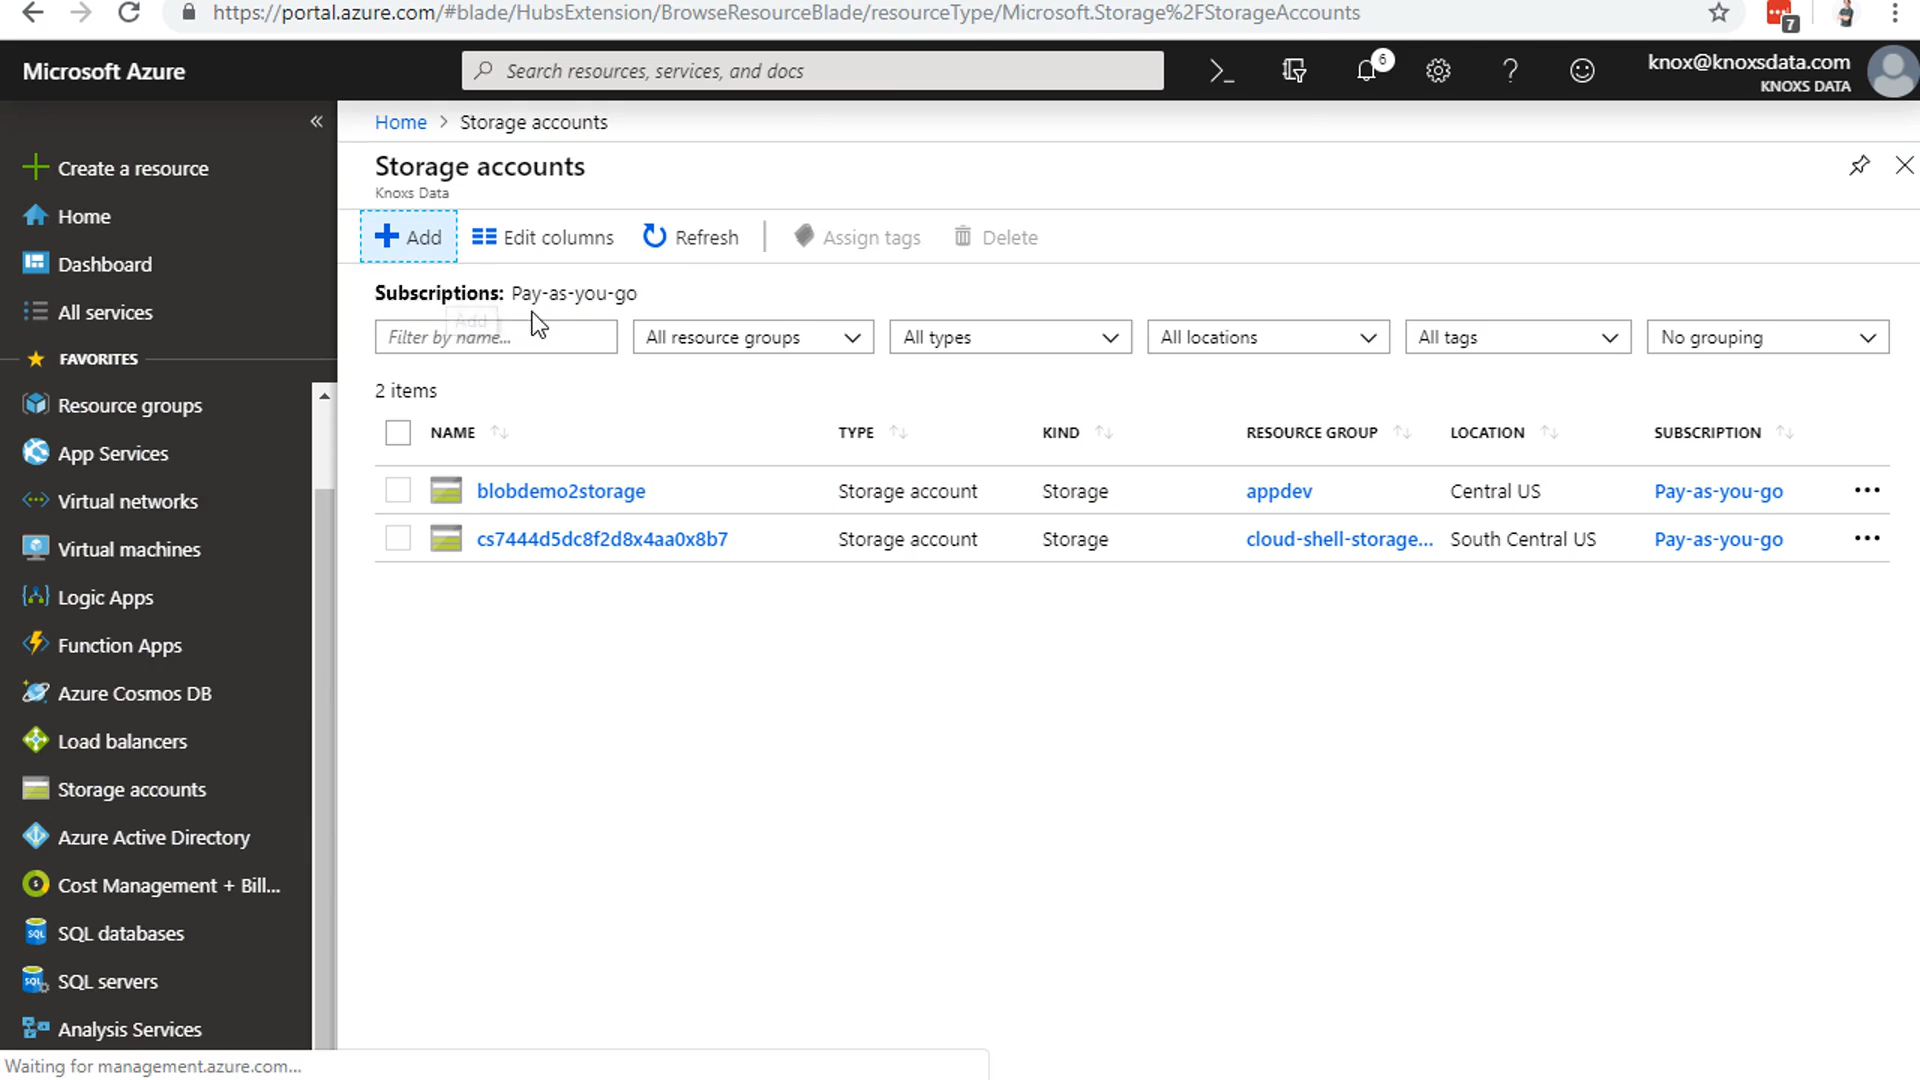 https://portal.azure.com/#blade/HubsExtension/BrowseResourceBlade/resourceType/Microsoft.Storage%2FStorageAccounts
7
Microsoft Azure
Search resources, services, and docs
6
knox@knoxsdata.com
KNOXS DATA
Create a resource
Home
Dashboard
All services
FAVORITES
Resource groups
App Services
Virtual networks
Virtual machines
Logic Apps
Function Apps
Azure Cosmos DB
Load balancers
Storage accounts
Azure Active Directory
Cost Management + Bill...
SQL databases
SQL servers
Analysis Services
Home > Storage accounts
Storage accounts
Knoxs Data
Add Edit columns Refresh Assign tags Delete
Subscriptions: Pay-as-you-go
Add
Filter by name... All resource groups All types All locations All tags No grouping
2 items
NAME TYPE KIND RESOURCE GROUP LOCATION SUBSCRIPTION
blobdemo2storage Storage account Storage appdev Central US Pay-as-you-go
cs7444d5dc8f2d8x4aa0x8b7 Storage account Storage cloud-shell-storage... South Central US Pay-as-you-go
Waiting for management.azure.com...